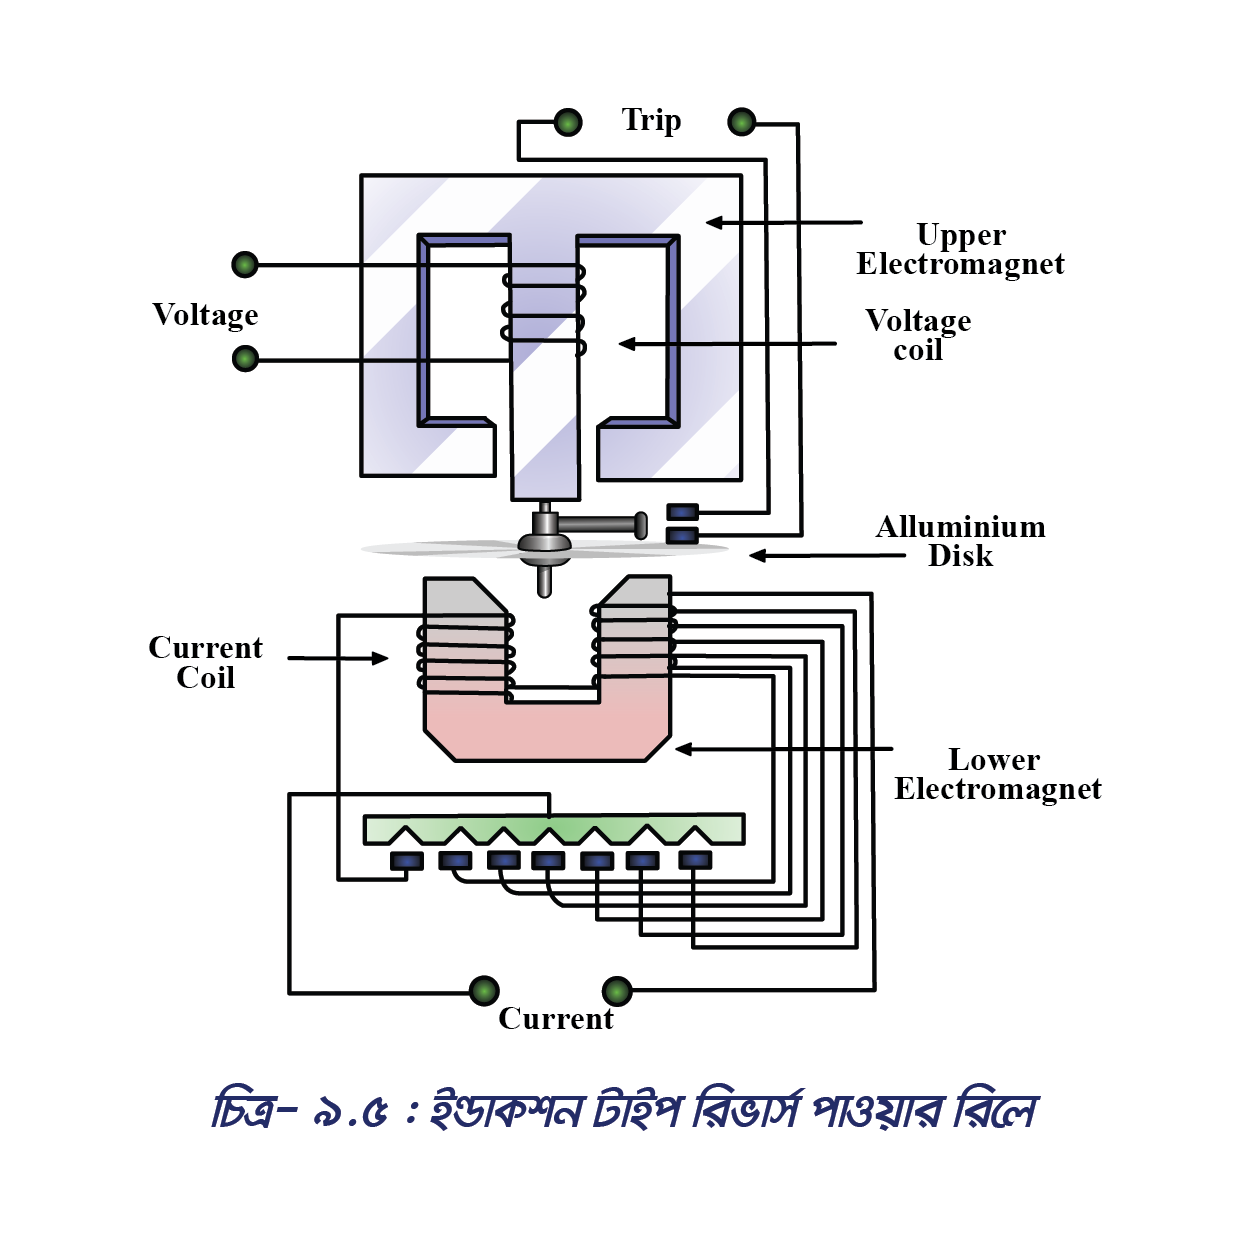 Trip
Upper
Electromagnet
Voltage
Voltage
coil
Alluminium
Disk
Current
Coil
Lower
Electromagnet
Current
চিত্র- ৯.৫ : ইন্ডাকশন টাইপ রিভার্স পাওয়ার রিলে